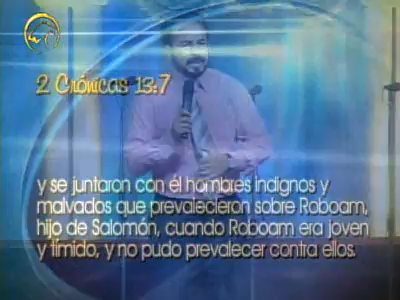 2 Crónicas 13:7
y se juntaron con él hombres indignos y
malvados que prevalecieron sobre Roboam,
hijo de Salomón, cuando Roboam era joven
y tímido, y no pudo prevalecer contra ellos.